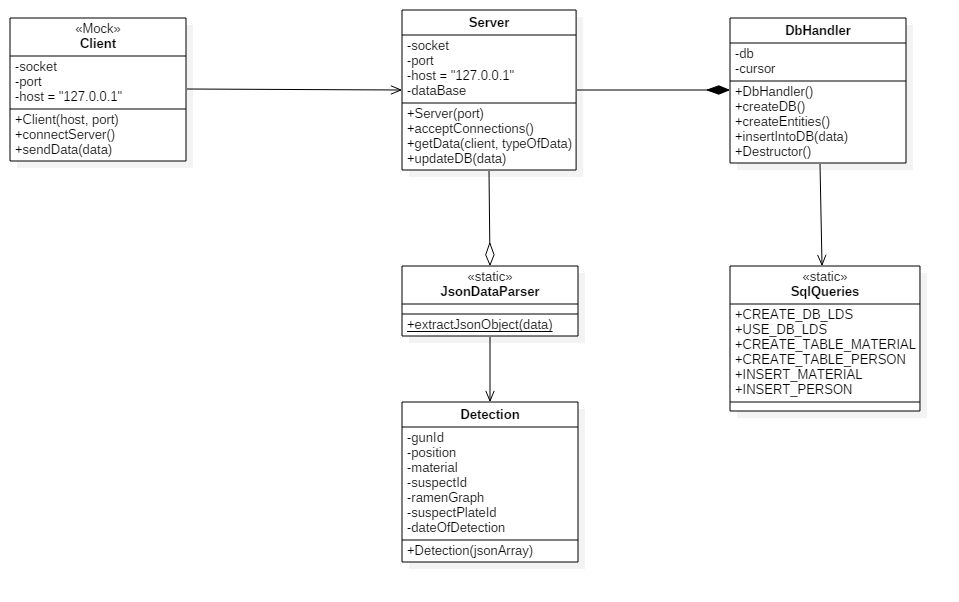 «Mock»
Client
-socket
-port
-host = "127.0.0.1"
+Client(host, port)
+connectServer()
+sendData(data)
Server
-socket
-port
-host = "127.0.0.1"
-dataBase
+Server(port)
+acceptConnections()
+getData(client, typeOfData)
+updateDB(data)
DbHandler
-db
-cursor
+DbHandler()
+createDB()
+createEntities()
+insertIntoDB(data)
+Destructor()
«static»
JsonDataParser
+extractJsonObject(data)
«static»
SqlQueries
+CREATE_DB_LDS
+USE_DB_LDS
+CREATE_TABLE_MATERIAL
+CREATE_TABLE_PERSON
+INSERT_MATERIAL
+INSERT_PERSON
Detection
-gunId
-position
-material
-suspectId
-ramenGraph
-suspectPlateId
-dateOfDetection
+Detection(jsonArray)